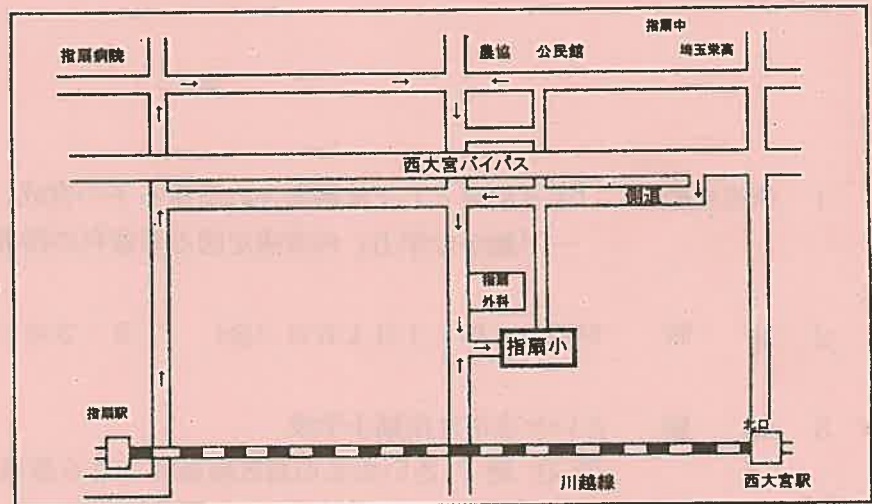 指扇中
指扇病院
農協
公民館
埼玉栄高
西大宮バイパス
側道
指扇
外科
指扇小
指扇駅
北口
川越線
西大宮駅